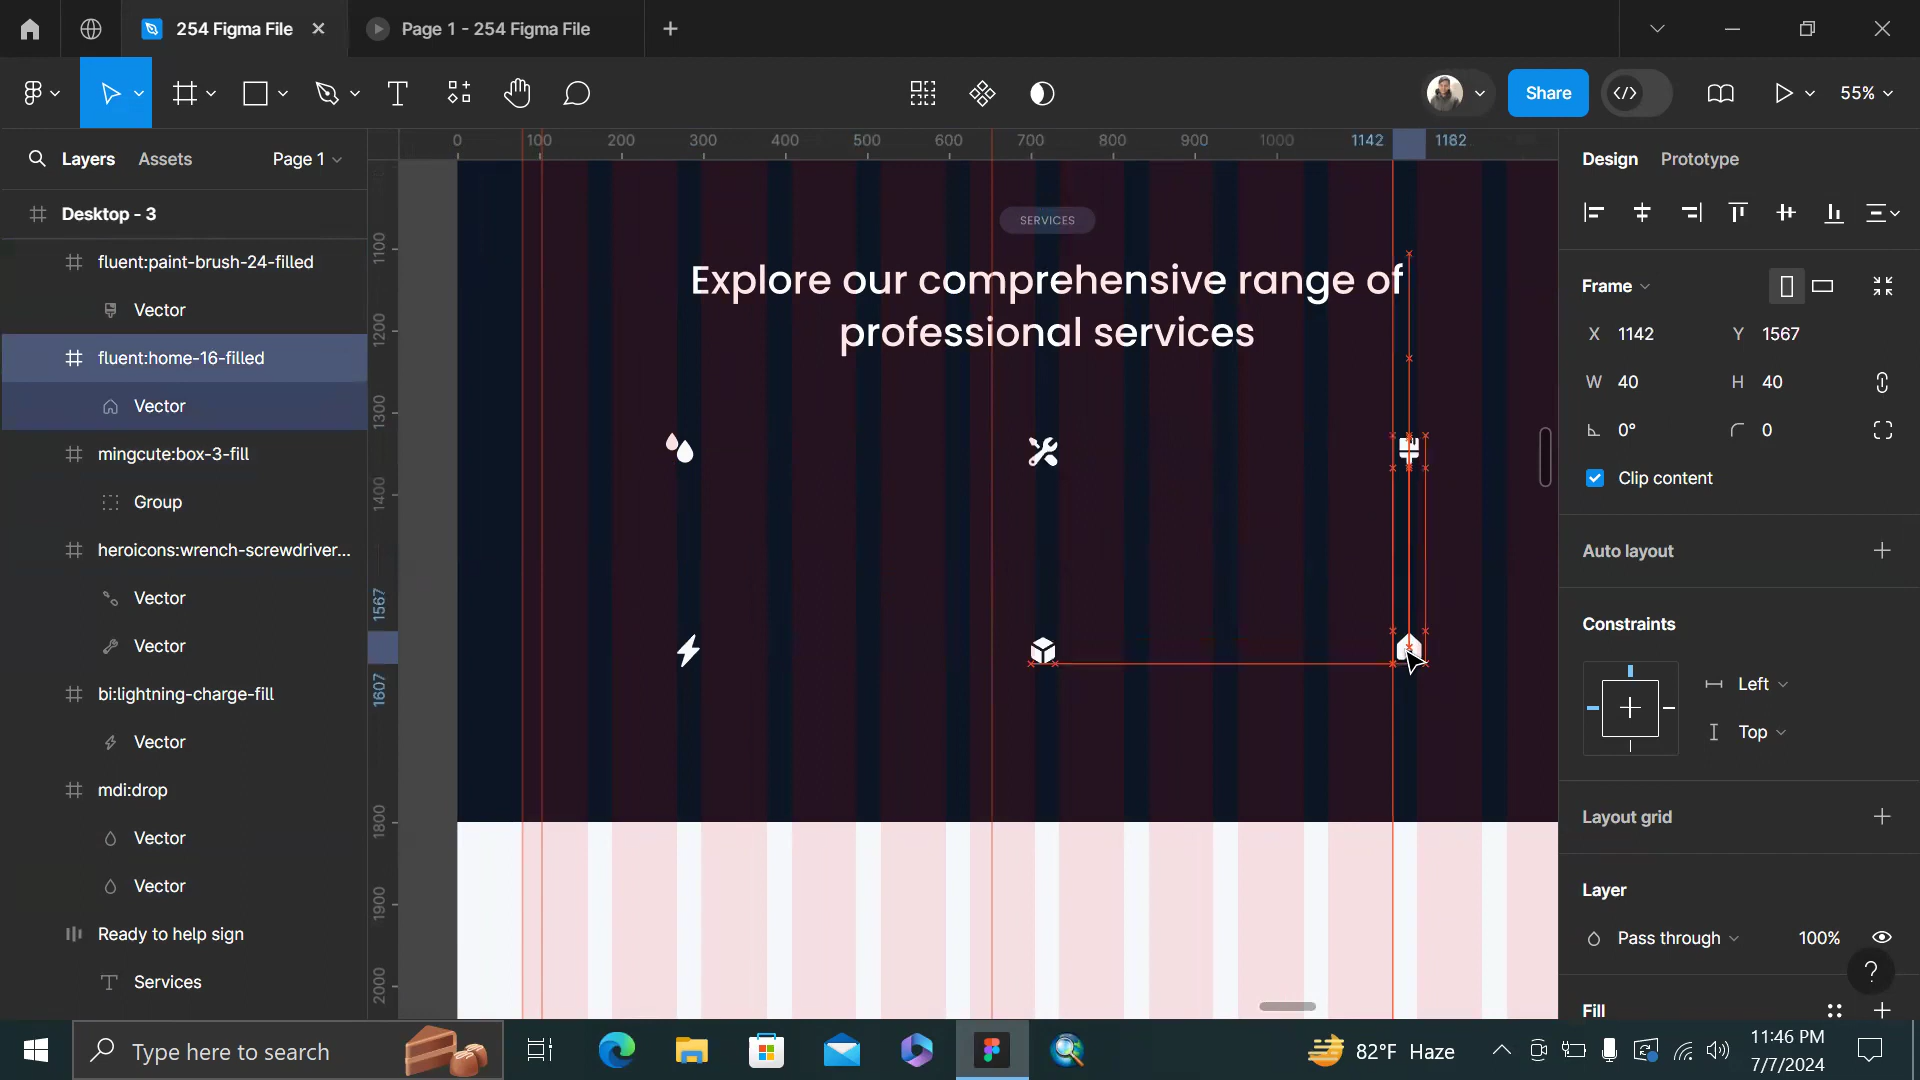 254 Figma File
Page 1 - 254 Figma File
Share
55%
Layers
Assets
Page 1
0
100
200
300
400
500
600
700
800
900
1000
1142
1162
Design
Prototype
Desktop - 3
fluent:paint-brush-24-filled
Vector
fluent:home-16-filled
Vector
mingcute:box-3-fill
Group
heroicons:wrench-screwdriver...
Vector
Vector
bi:lightning-charge-fill
Vector
mdi:drop
Vector
Vector
Ready to help sign
Services
1100
1200
1300
1400
1567
1607
1800
1900
2000
SERVICES
Explore our comprehensive range of
professional services
Frame
X 1142
Y 1567
W 40
H 40
0°
0
Clip content
Auto layout
Constraints
Left
Top
Layout grid
Layer
Pass through
100%
?
Fill
Type here to search
82°F Haze
11:46 PM
7/7/2024